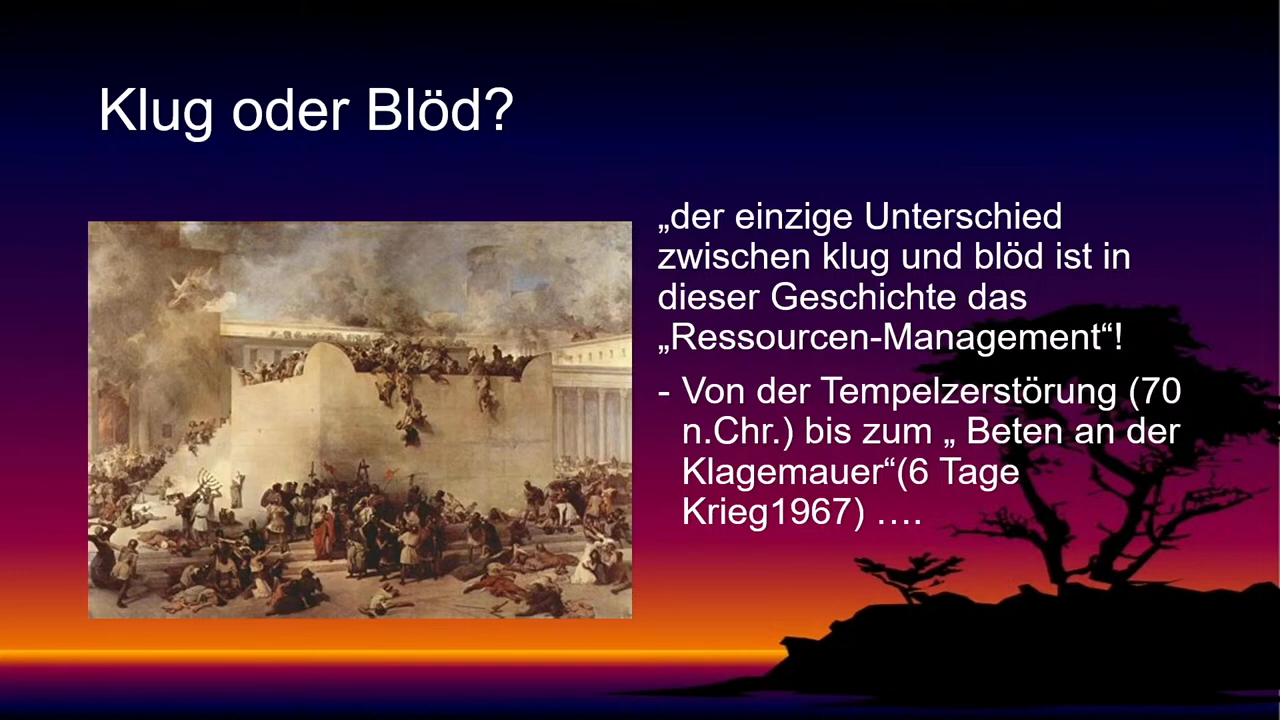 Klug oder Blöd?
„der einzige Unterschied
zwischen klug und blöd ist in
dieser Geschichte das
„Ressourcen-Management“!
- Von der Tempelzerstörung (70
n.Chr.) bis zum „ Beten an der
Klagemauer“(6 Tage
Krieg1967) ….